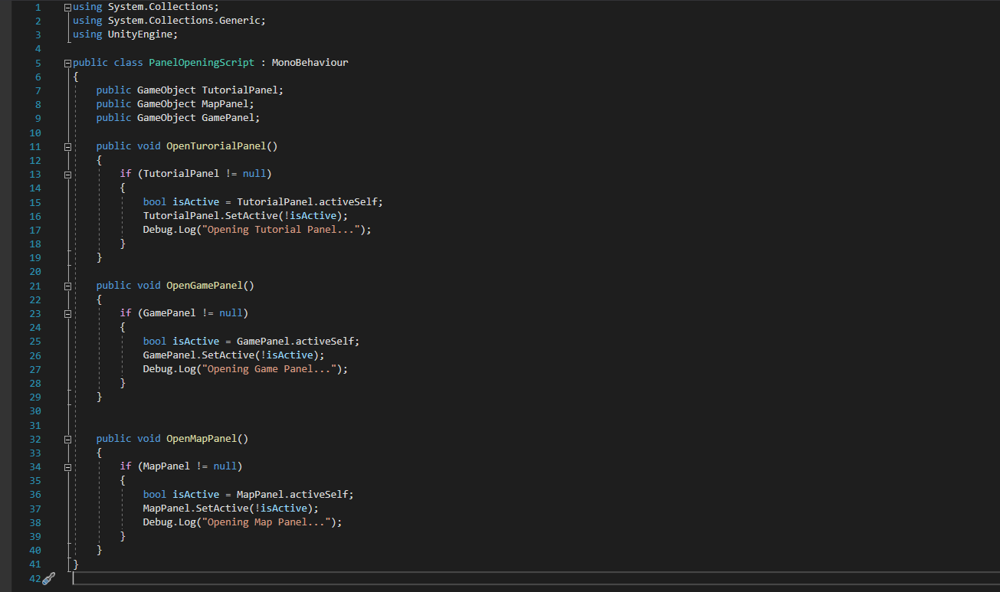 1 using System.Collections;
2 using System.Collections.Generic;
3 using UnityEngine;
4
5 public class PanelOpeningScript : MonoBehaviour
6 {
7     public GameObject TutorialPanel;
8     public GameObject MapPanel;
9     public GameObject GamePanel;
10
11     public void OpenTurorialPanel()
12     {
13         if (TutorialPanel != null)
14         {
15             bool isActive = TutorialPanel.activeSelf;
16             TutorialPanel.SetActive(!isActive);
17             Debug.Log("Opening Tutorial Panel...");
18         }
19     }
20
21     public void OpenGamePanel()
22     {
23         if (GamePanel != null)
24         {
25             bool isActive = GamePanel.activeSelf;
26             GamePanel.SetActive(!isActive);
27             Debug.Log("Opening Game Panel...");
28         }
29     }
30
31
32     public void OpenMapPanel()
33     {
34         if (MapPanel != null)
35         {
36             bool isActive = MapPanel.activeSelf;
37             MapPanel.SetActive(!isActive);
38             Debug.Log("Opening Map Panel...");
39         }
40     }
41 }
42